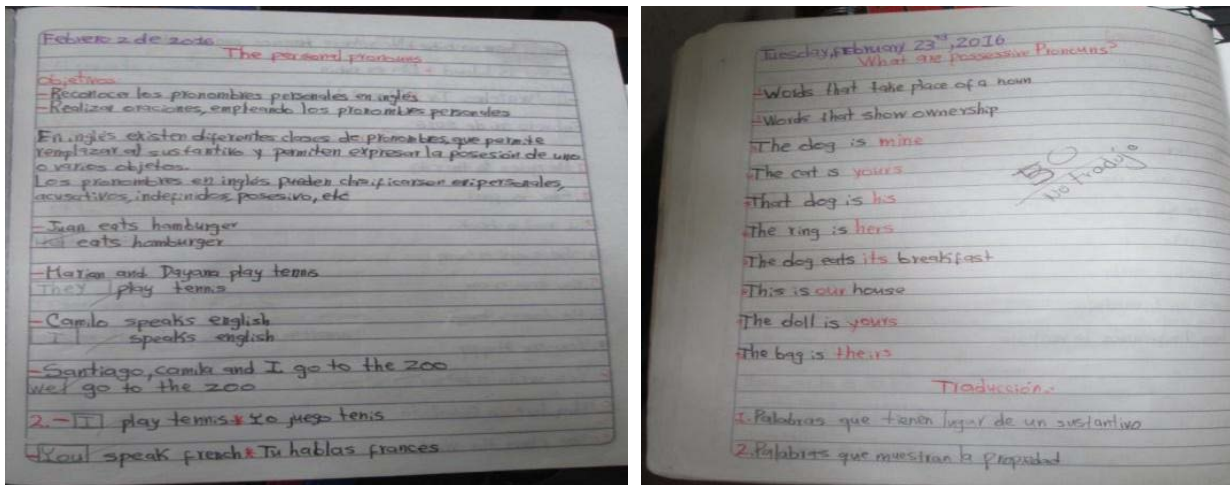 Febrero 2 de 2016
The personal pronouns
Objetivos
-Reconocer los pronombres personales en inglés
-Realizar oraciones, empleando los pronombres personales
En inglés existen diferentes clases de pronombres que permite
remplazar al sustantivo y permiten expresar la posesión de uno
o varios objetos.
Los pronombres en inglés pueden clasificarsen en: personales,
acusativos, indefinidos, posesivo, etc
-Juan eats hamburger
eats hamburger
-Marian and Dayana play tennis
They play tennis
-Camilo speaks english
I speaks english
-Santiago, camila and I go to the zoo
We go to the zoo
2.-I play tennis * Yo juego tenis
-You speak french * Tu hablas frances
Tuesday, February 23rd, 2016
What are possessive Pronouns?
-Words that take place of a noun
-Words that show ownership
The dog is mine
The cat is yours
That dog is his
The ring is hers
The dog eats its breakfast
This is our house
The doll is yours
The bag is theirs
No tradujo
Traducción.
1.Palabras que tienen lugar de un sustantivo
2.Palabras que muestran la propiedad